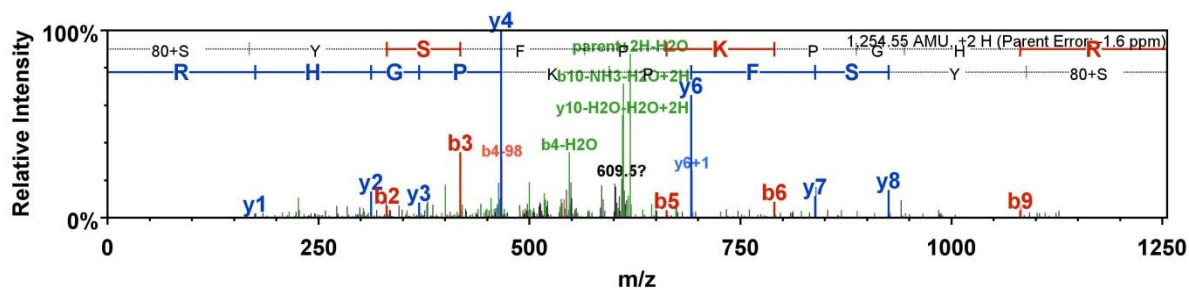 y4
100%
80+S Y S F P K P G H R
parent+2H-H2O
1,254.55 AMU, +2 H (Parent Error: -1.6 ppm)
R H G P K P F S Y 80+S
b10-NH3-H2O+2H
y6
y10-H2O-H2O+2H
b3
b4-98
b4-H2O
609.5?
y6+1
y1
y2
b2
y3
b5
b6
y7
y8
b9
0%
0 250 500 750 1000 1250
m/z
Relative Intensity